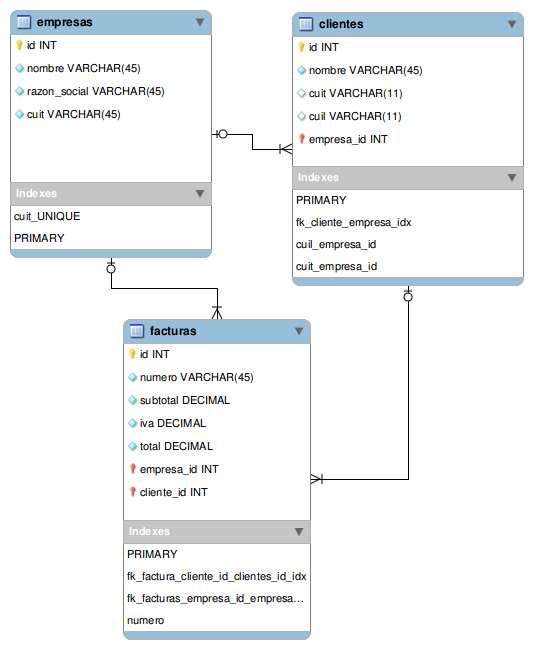 empresas
id INT
nombre VARCHAR(45)
razon_social VARCHAR(45)
cuit VARCHAR(45)
Indexes
cuit_UNIQUE
PRIMARY
clientes
id INT
nombre VARCHAR(45)
cuit VARCHAR(11)
cuil VARCHAR(11)
empresa_id INT
Indexes
PRIMARY
fk_cliente_empresa_idx
cuil_empresa_id
cuit_empresa_id
facturas
id INT
numero VARCHAR(45)
subtotal DECIMAL
iva DECIMAL
total DECIMAL
empresa_id INT
cliente_id INT
Indexes
PRIMARY
fk_factura_cliente_id_clientes_id_idx
fk_facturas_empresa_id_empresa...
numero